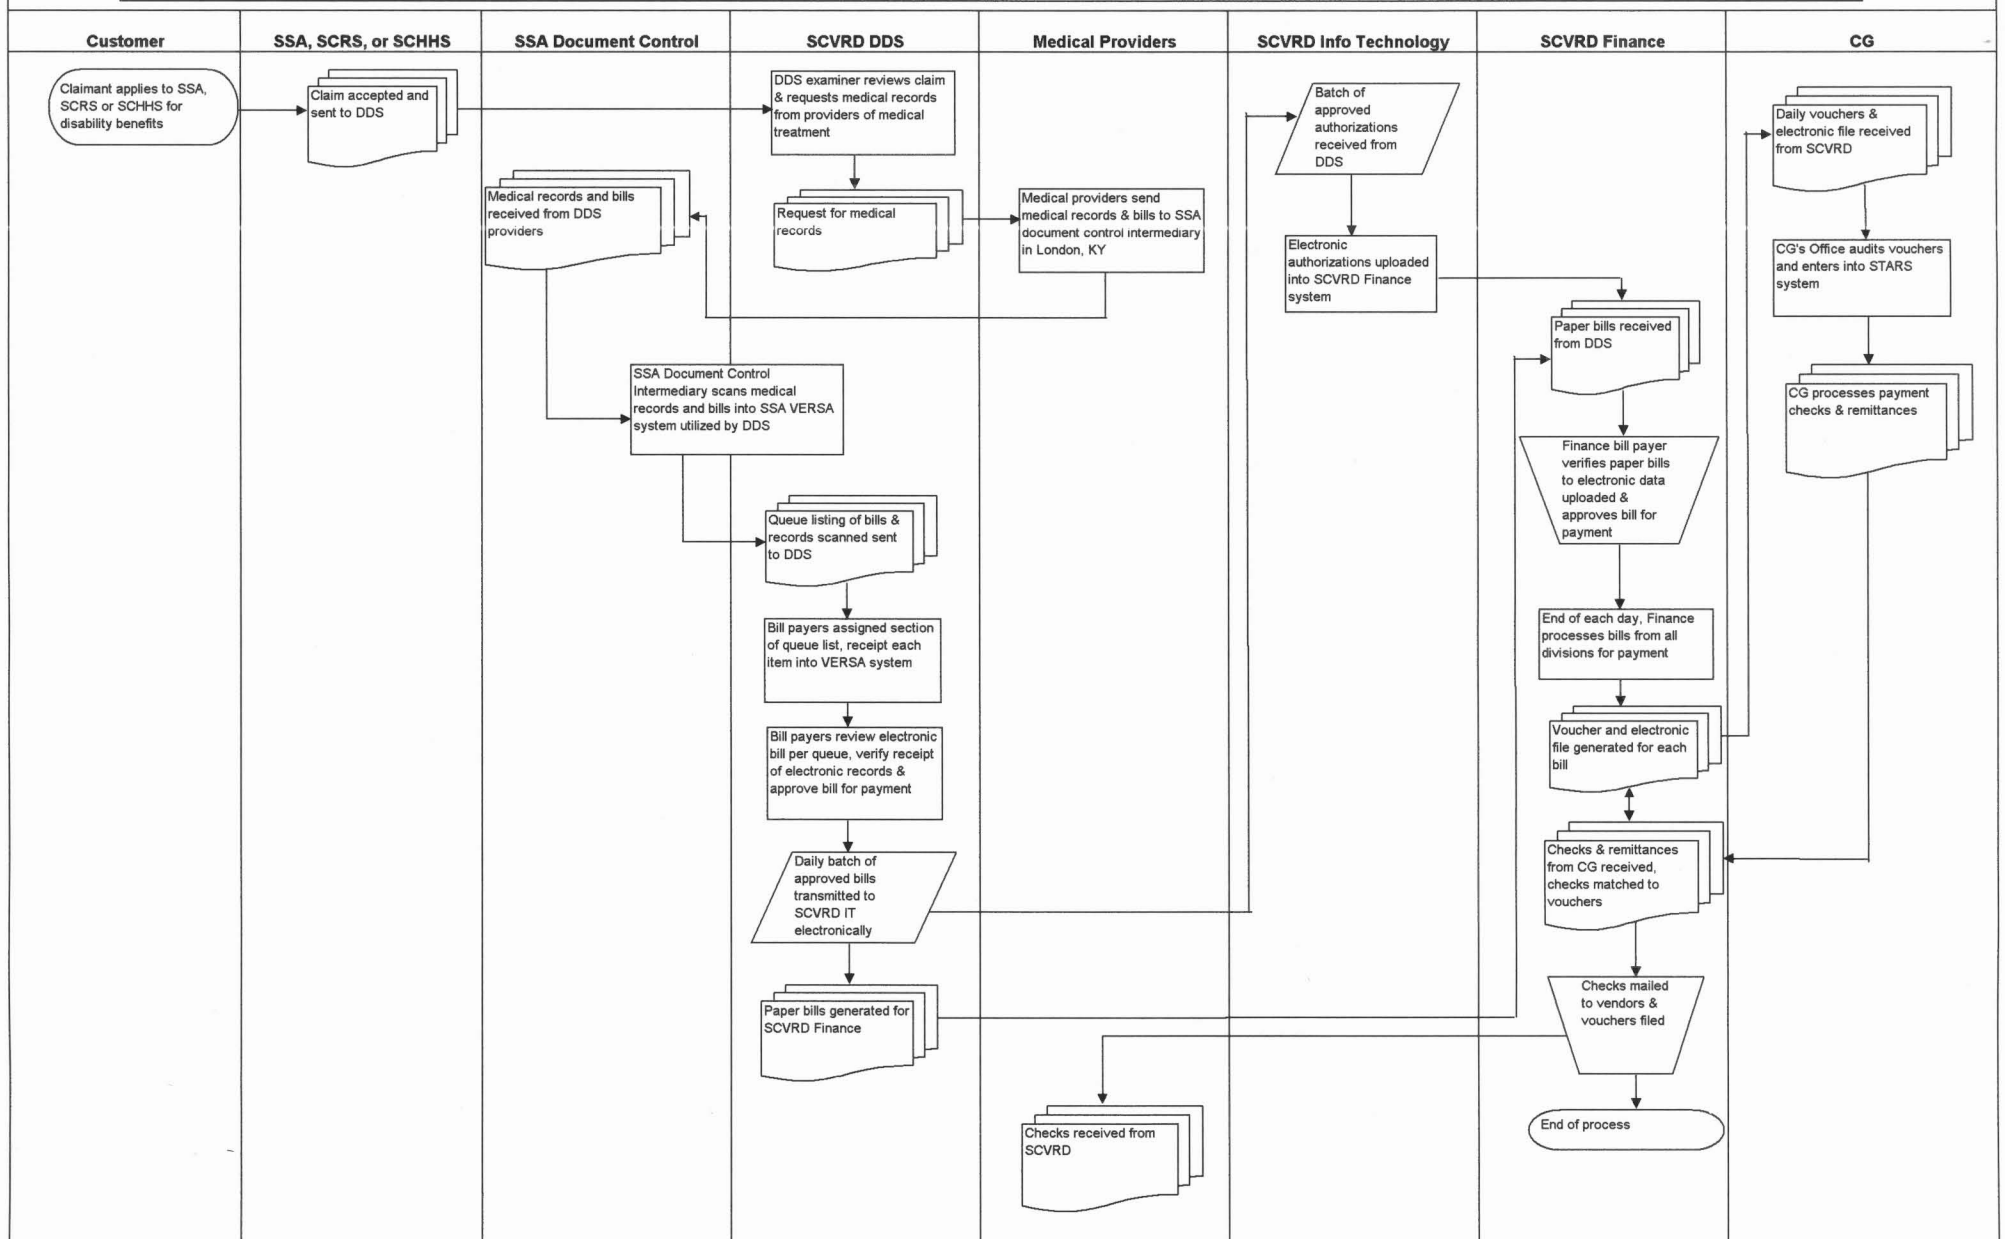 Customer
SSA, SCRS, or SCHHS
SSA Document Control
SCVRD DDS
Medical Providers
SCVRD Info Technology
SCVRD Finance
CG
Claimant applies to SSA,
SCRS or SCHHS for
disability benefits
Claim accepted and
sent to DDS
Medical records and bills
received from DDS
providers
SSA Document Control
Intermediary scans medical
records and bills into SSA VERSA
system utilized by DDS
DDS examiner reviews claim
& requests medical records
from providers of medical
treatment
Request for medical
records
Queue listing of bills &
records scanned sent
to DDS
Bill payers assigned section
of queue list, receipt each
item into VERSA system
Bill payers review electronic
bill per queue, verify receipt
of electronic records &
approve bill for payment
Daily batch of
approved bills
transmitted to
SCVRD IT
electronically
Paper bills generated for
SCVRD Finance
Medical providers send
medical records & bills to SSA
document control intermediary
in London, KY
Checks received from
SCVRD
Batch of
approved
authorizations
received from
DDS
Electronic
authorizations uploaded
into SCVRD Finance
system
Paper bills received
from DDS
Finance bill payer
verifies paper bills
to electronic data
uploaded &
approves bill for
payment
End of each day, Finance
processes bills from all
divisions for payment
Voucher and electronic
file generated for each
bill
Checks & remittances
from CG received,
checks matched to
vouchers
Checks mailed
to vendors &
vouchers filed
End of process
Daily vouchers &
electronic file received
from SCVRD
CG's Office audits vouchers
and enters into STARS
system
CG processes payment
checks & remittances